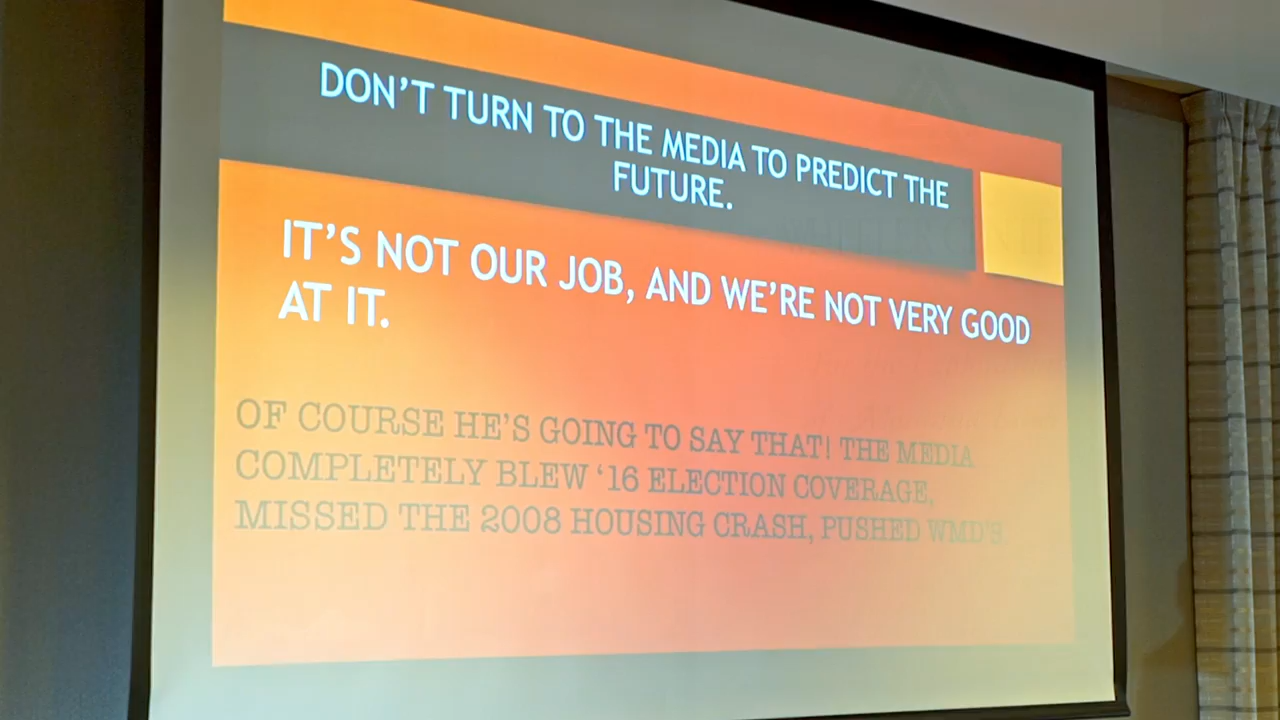 DON'T TURN TO THE MEDIA TO PREDICT THE
FUTURE.
IT'S NOT OUR JOB, AND WE'RE NOT VERY GOOD
AT IT.
OF COURSE HE'S GOING TO SAY THAT! THE MEDIA
COMPLETELY BLEW '16 ELECTION COVERAGE,
MISSED THE 2008 HOUSING CRASH, PUSHED WMD'S